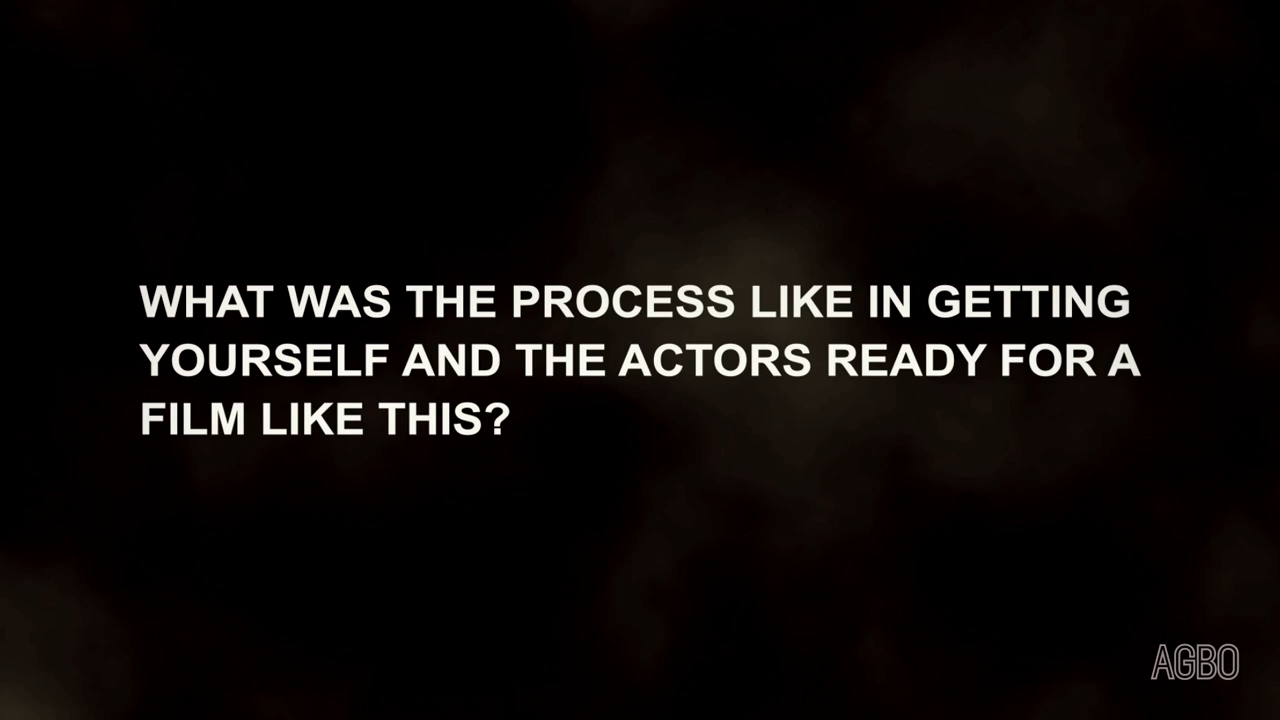 WHAT WAS THE PROCESS LIKE IN GETTING
YOURSELF AND THE ACTORS READY FOR A
FILM LIKE THIS?
AGBO